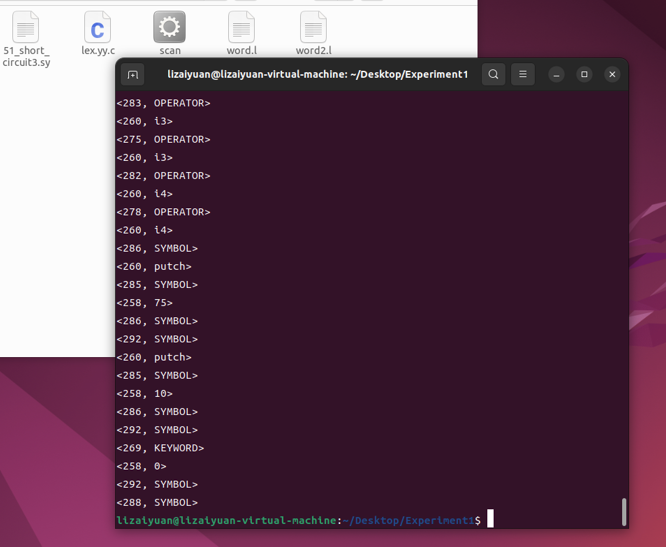 51_short_
circuit3.sy
lex.yy.c
scan
word.l
word2.l
lizaiyuan@lizaiyuan-virtual-machine: ~/Desktop/Experiment1
<283, OPERATOR>
<260, i3>
<275, OPERATOR>
<260, i3>
<282, OPERATOR>
<260, i4>
<278, OPERATOR>
<260, i4>
<286, SYMBOL>
<260, putch>
<285, SYMBOL>
<258, 75>
<286, SYMBOL>
<292, SYMBOL>
<260, putch>
<285, SYMBOL>
<258, 10>
<286, SYMBOL>
<292, SYMBOL>
<269, KEYWORD>
<258, 0>
<292, SYMBOL>
<288, SYMBOL>
lizaiyuan@lizaiyuan-virtual-machine:~/Desktop/Experiment1$